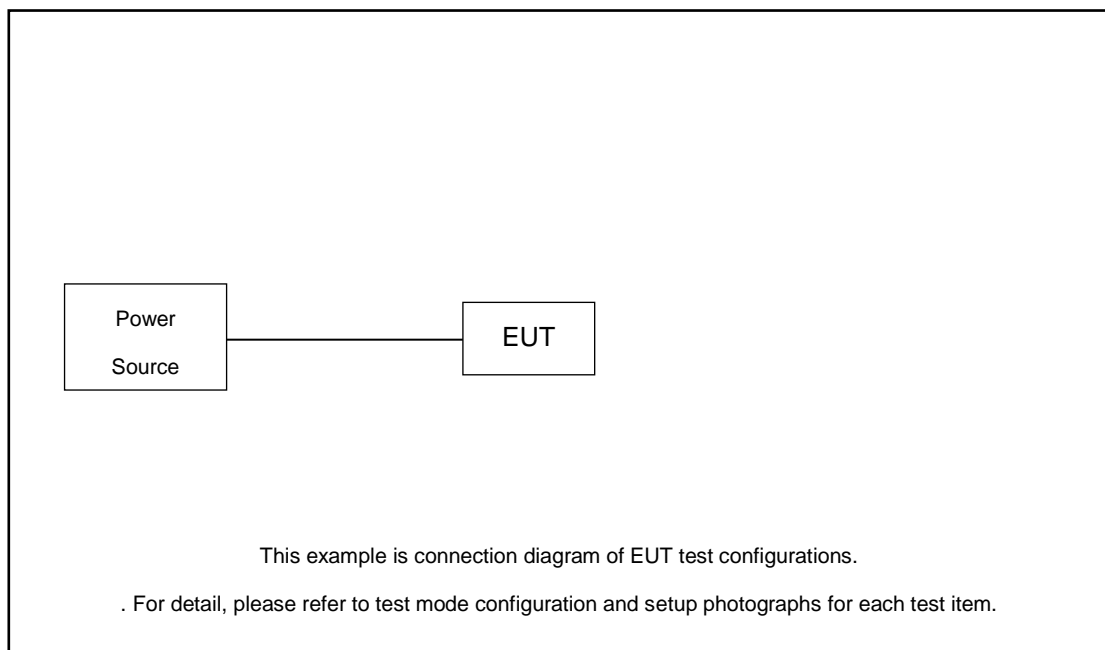 Power
Source
EUT
This example is connection diagram of EUT test configurations.
. For detail, please refer to test mode configuration and setup photographs for each test item.